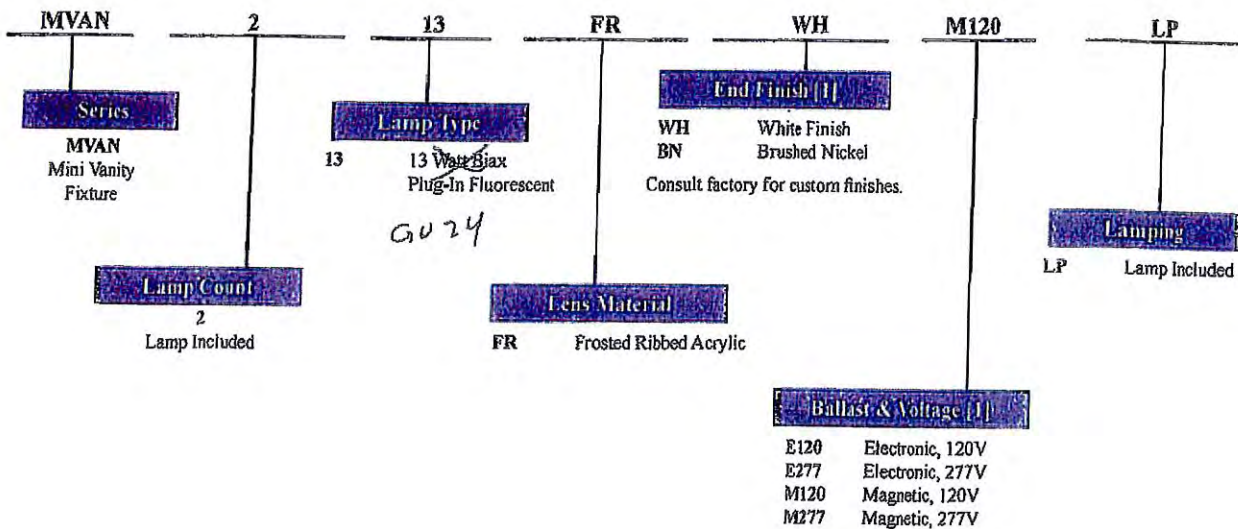 MVAN 2 13 FR WH M120 LP
Series
MVAN
Mini Vanity
Fixture
Lamp Count
2
Lamp Included
Lamp Type
13 13 Watt Biax
Plug-In Fluorescent
GU24
Lens Material
FR Frosted Ribbed Acrylic
End Finish [1]
WH White Finish
BN Brushed Nickel
Consult factory for custom finishes.
Ballast & Voltage [1]
E120 Electronic, 120V
E277 Electronic, 277V
M120 Magnetic, 120V
M277 Magnetic, 277V
Lamping
LP Lamp Included